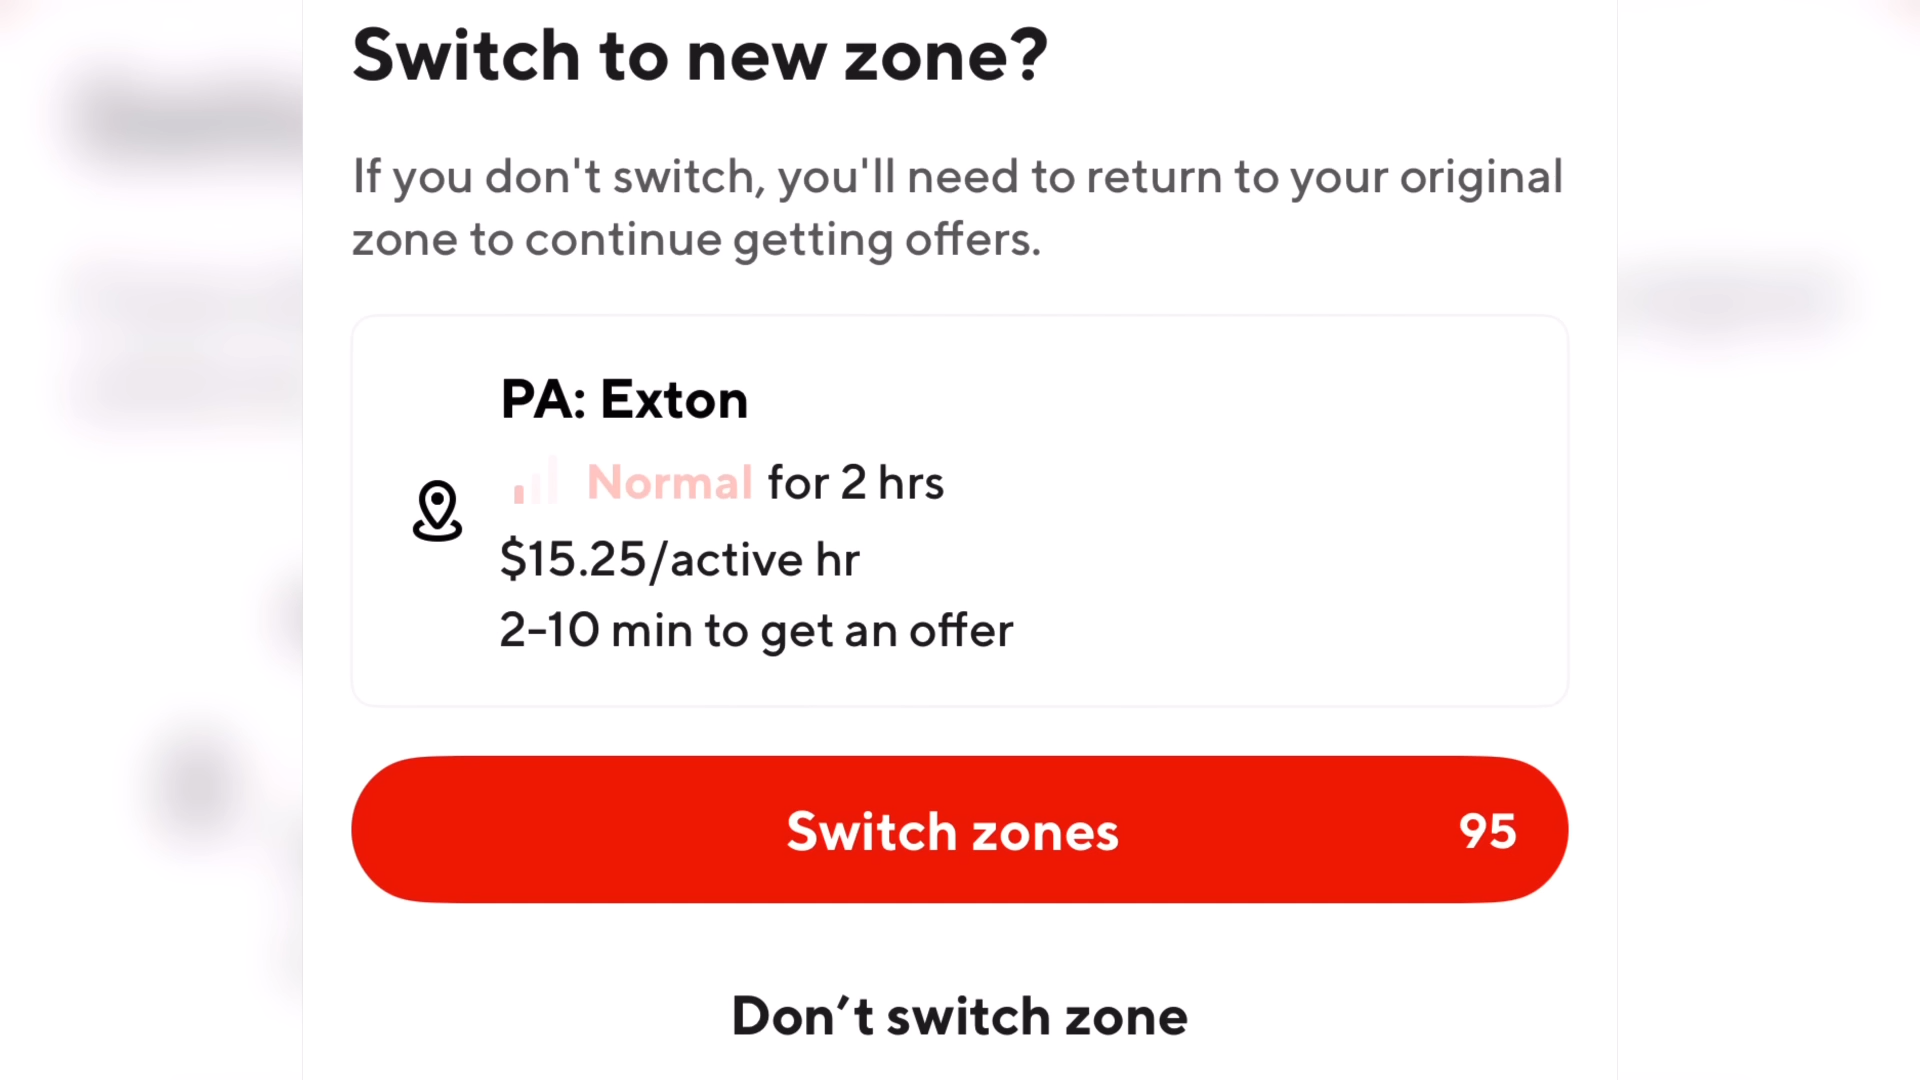 Switch to new zone?
If you don't switch, you'll need to return to your original
zone to continue getting offers.
PA: Exton
Normal for 2 hrs
$15.25/active hr
2–10 min to get an offer
Switch zones 95
Don’t switch zone